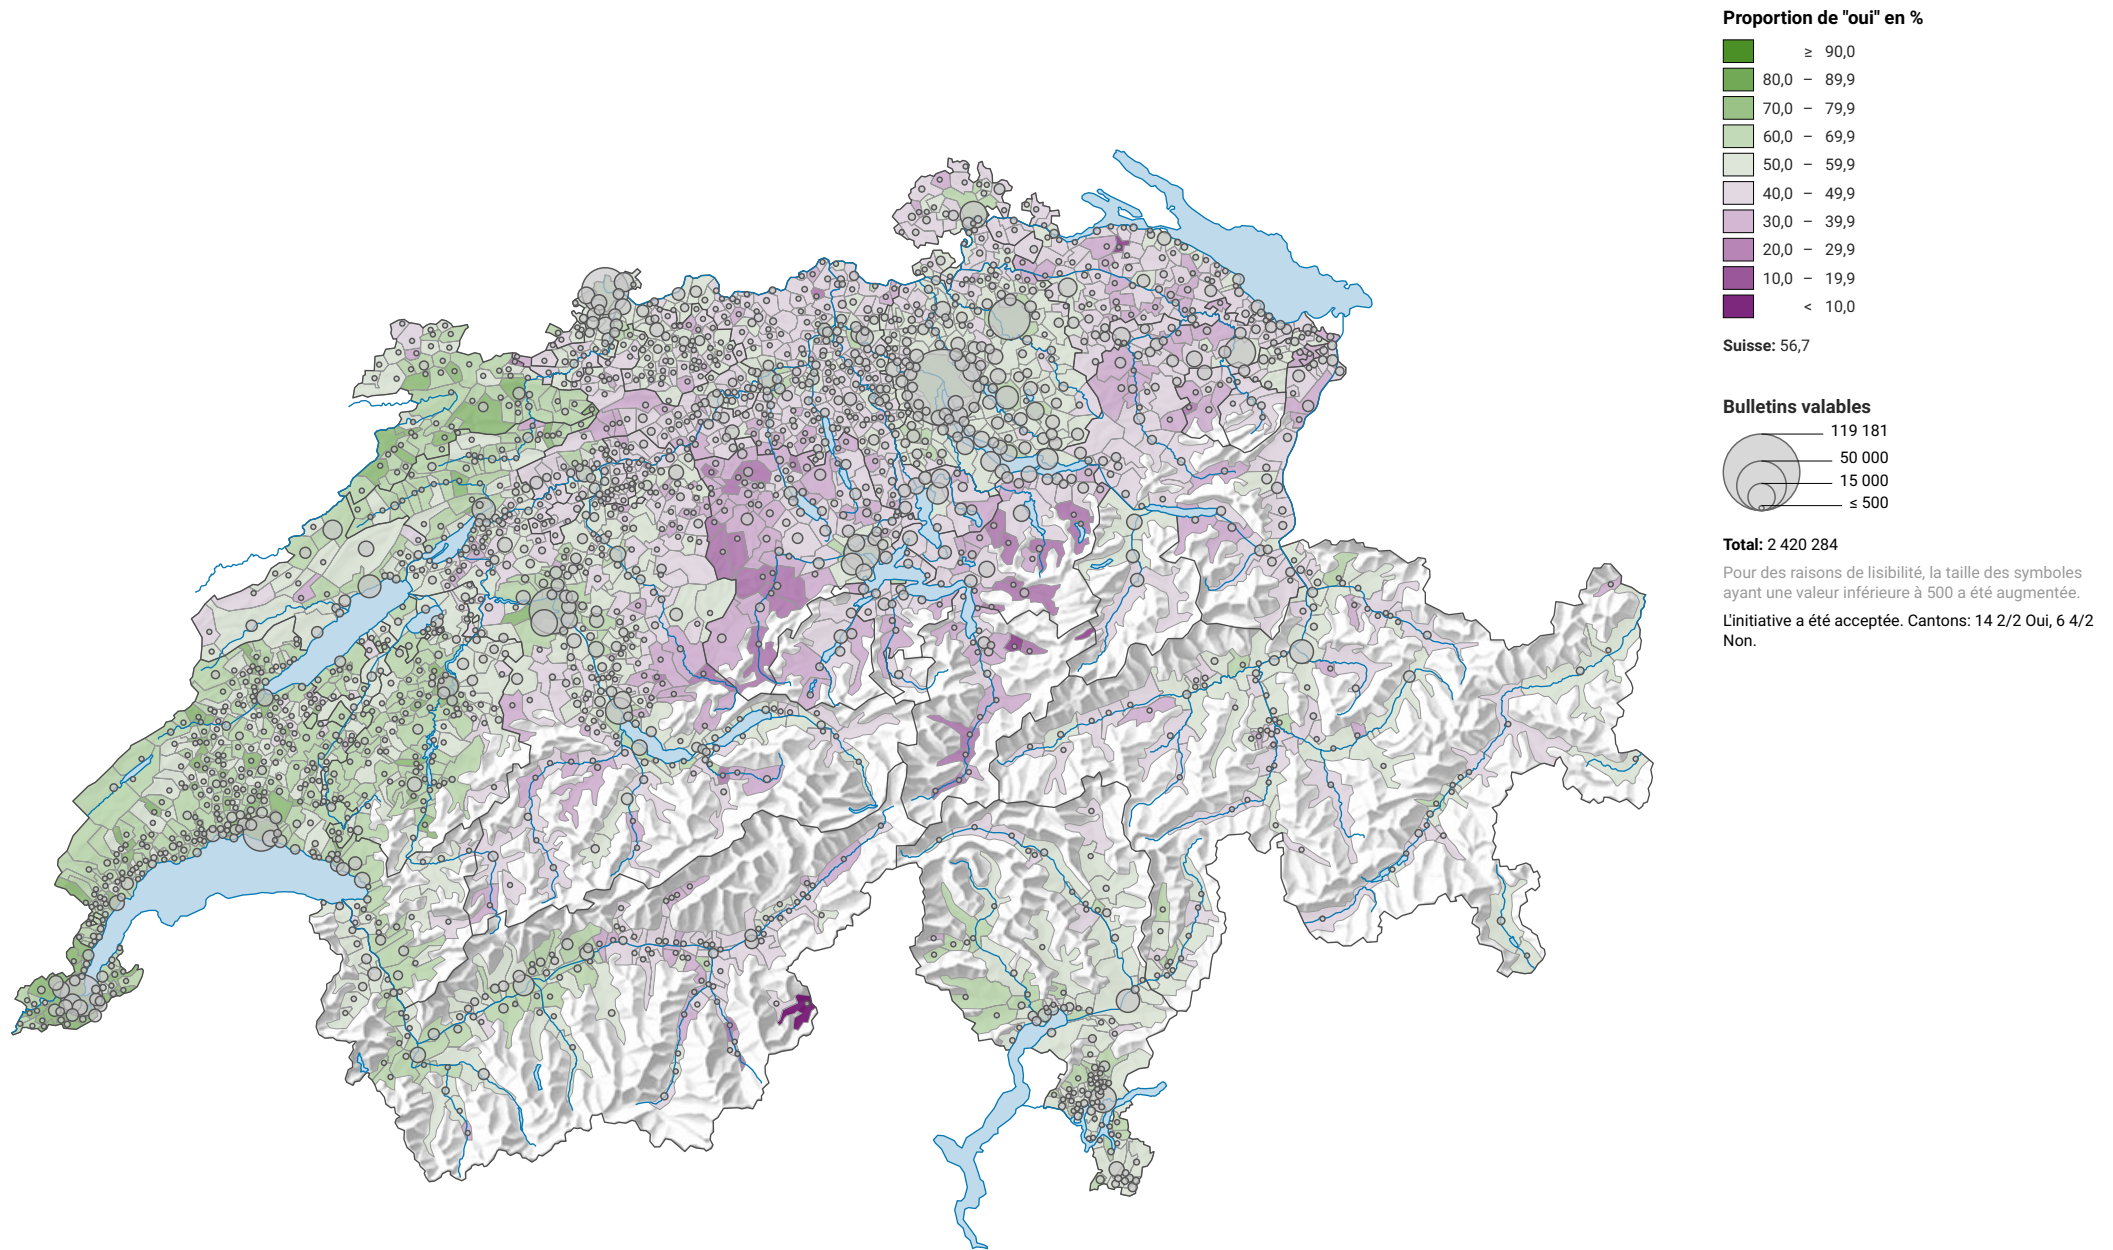 Proportion de "oui" en %
≥ 90,0
80,0 – 89,9
70,0 – 79,9
60,0 – 69,9
50,0 – 59,9
40,0 – 49,9
30,0 – 39,9
20,0 – 29,9
10,0 – 19,9
< 10,0
Suisse: 56,7
Bulletins valables
119 181
50 000
15 000
≤ 500
Total: 2 420 284
Pour des raisons de lisibilité, la taille des symboles
ayant une valeur inférieure à 500 a été augmentée.
L'initiative a été acceptée. Cantons: 14 2/2 Oui, 6 4/2
Non.